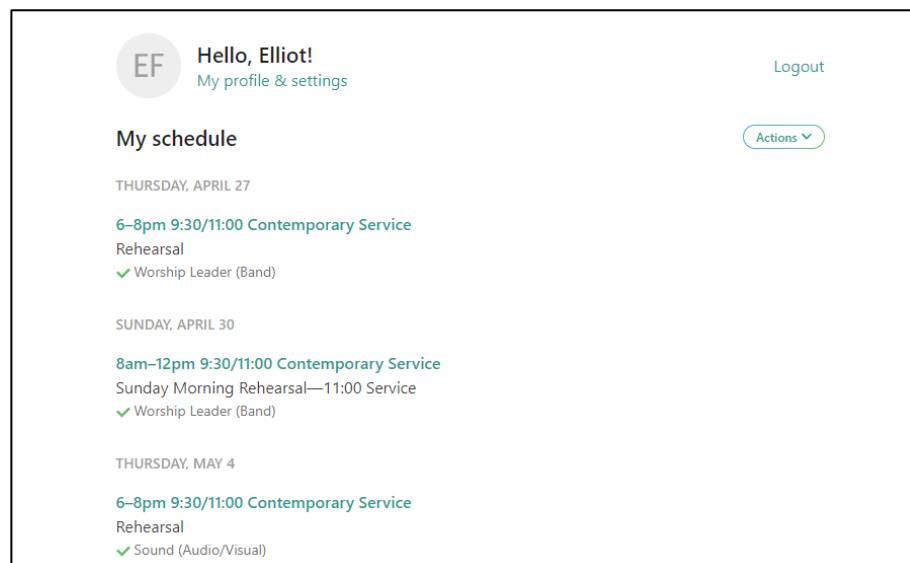 EF
Hello, Elliot!
My profile & settings
Logout
My schedule
Actions
THURSDAY, APRIL 27
6–8pm 9:30/11:00 Contemporary Service
Rehearsal
Worship Leader (Band)
SUNDAY, APRIL 30
8am–12pm 9:30/11:00 Contemporary Service
Sunday Morning Rehearsal—11:00 Service
Worship Leader (Band)
THURSDAY, MAY 4
6–8pm 9:30/11:00 Contemporary Service
Rehearsal
Sound (Audio/Visual)